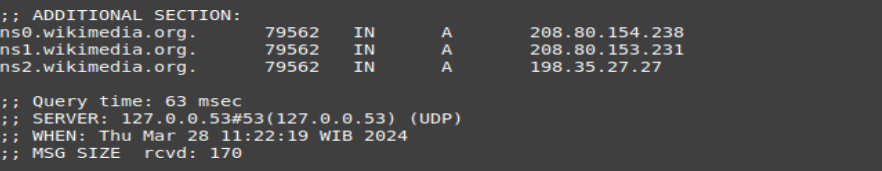 ;; ADDITIONAL SECTION:
ns0.wikimedia.org. 79562 IN A 208.80.154.238
ns1.wikimedia.org. 79562 IN A 208.80.153.231
ns2.wikimedia.org. 79562 IN A 198.35.27.27
;; Query time: 63 msec
;; SERVER: 127.0.0.53#53(127.0.0.53) (UDP)
;; WHEN: Thu Mar 28 11:22:19 WIB 2024
;; MSG SIZE  rcvd: 170